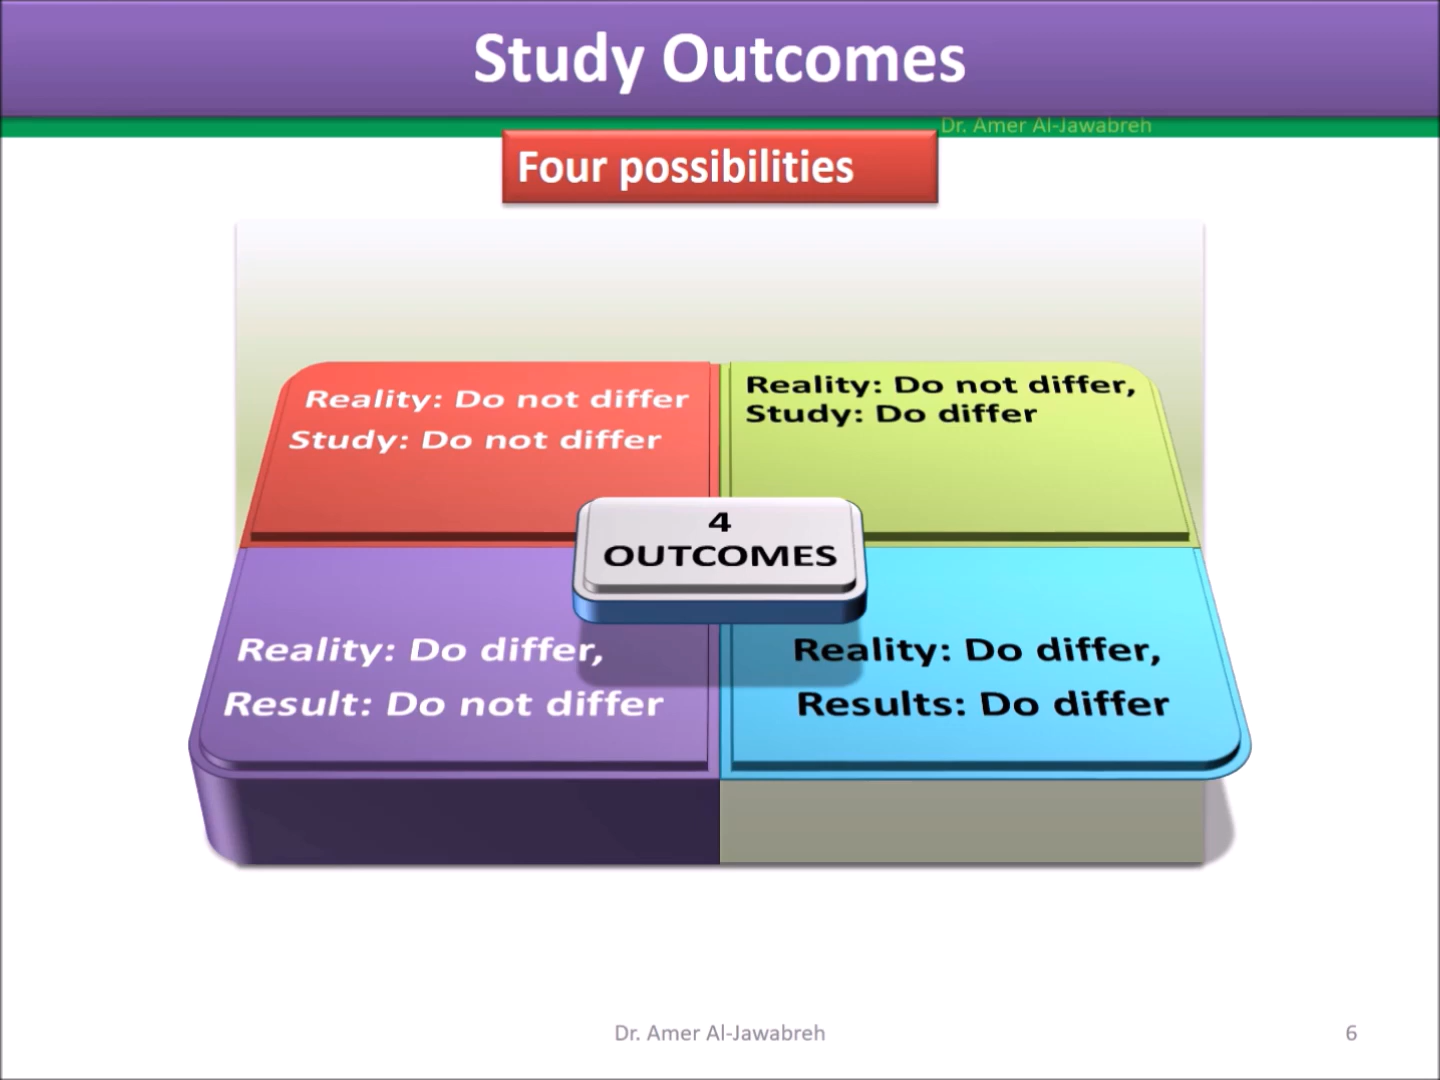 Study Outcomes
Dr. Amer Al-Jawabreh
Four possibilities
Reality: Do not differ
Study: Do not differ
Reality: Do not differ,
Study: Do differ
4
OUTCOMES
Reality: Do differ,
Result: Do not differ
Reality: Do differ,
Results: Do differ
Dr. Amer Al-Jawabreh
6